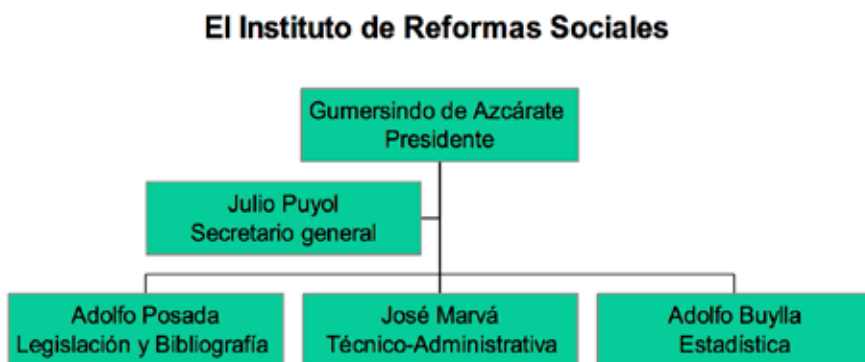 El Instituto de Reformas Sociales
Gumersindo de Azcárate
Presidente
Julio Puyol
Secretario general
Adolfo Posada
Legislación y Bibliografía
José Marvá
Técnico-Administrativa
Adolfo Buylla
Estadística